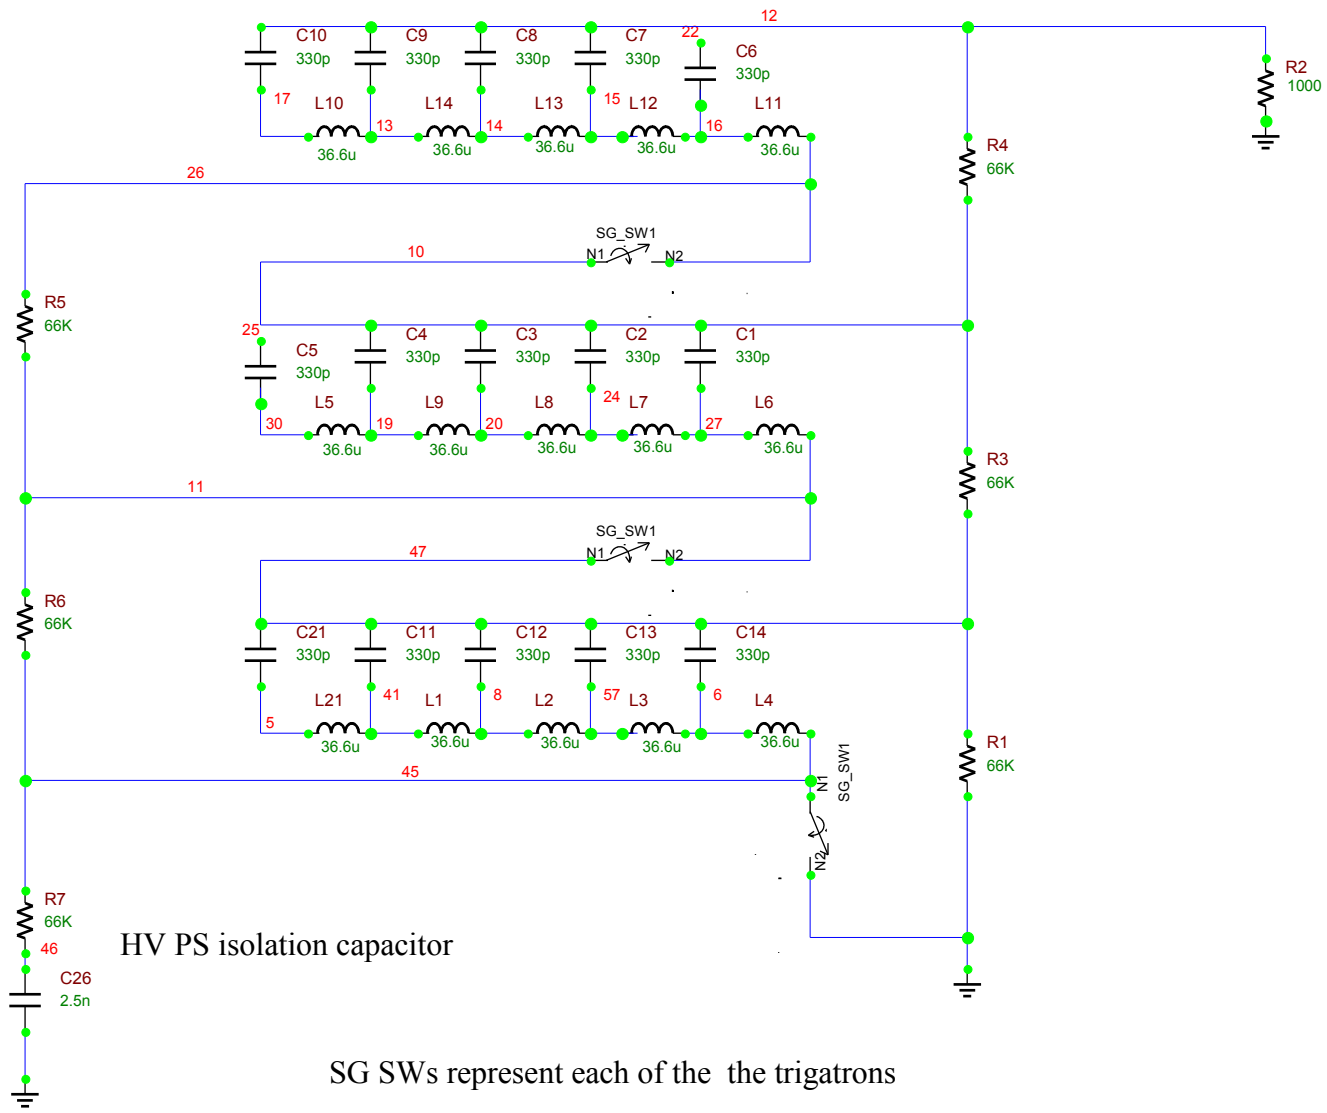 12
C10 C9 C8 C7 22 C6
330p 330p 330p 330p 330p
R2
1000
17 L10 L14 L13 15 L12 L11
13 14 16
36.6u 36.6u 36.6u 36.6u 36.6u
R4
66K
26
SG_SW1
10 N1 N2
R5
66K
25 C5 C4 C3 C2 C1
330p 330p 330p 330p 330p
24
L5 L9 L8 L7 L6
30 19 20 27
36.6u 36.6u 36.6u 36.6u 36.6u
R3
66K
11
SG_SW1
47 N1 N2
R6
66K
C21 C11 C12 C13 C14
330p 330p 330p 330p 330p
41 8 57 6
L21 L1 L2 L3 L4
5
36.6u 36.6u 36.6u 36.6u 36.6u
R1
66K
45
N1
SG_SW1
N2
R7
66K
46
HV PS isolation capacitor
C26
2.5n
SG SWs represent each of the the trigatrons